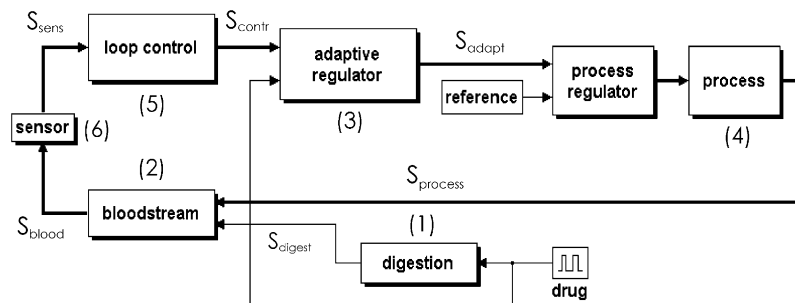 S_sens
S_contr
loop control
(5)
adaptive
regulator
(3)
S_adapt
reference
process
regulator
process
(4)
sensor
(6)
(2)
bloodstream
S_blood
S_process
(1)
S_digest
digestion
drug